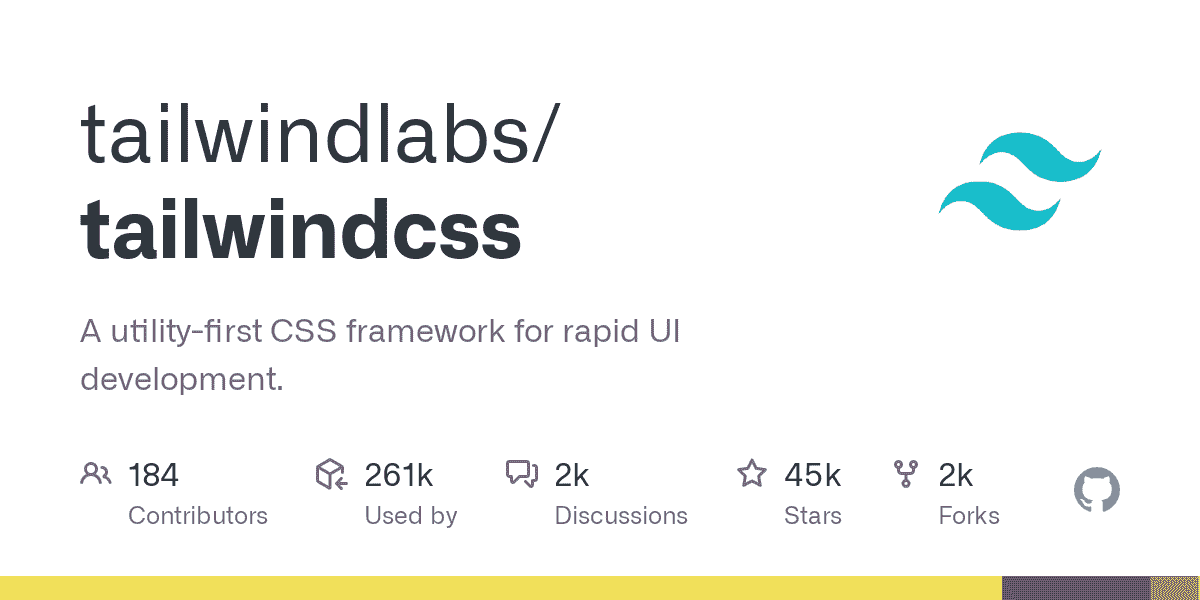 tailwindlabs/
tailwindcss
A utility-first CSS framework for rapid UI
development.
184 261k 2k 45k 2k
Contributors Used by Discussions Stars Forks